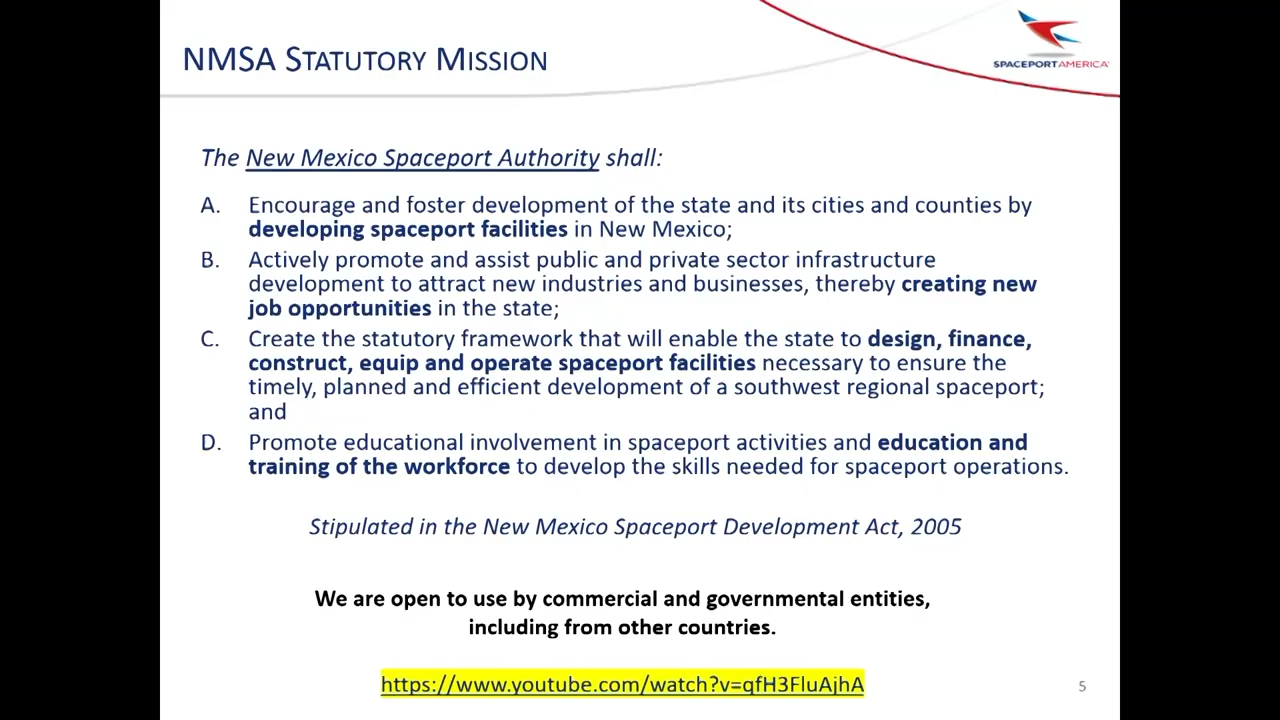 NMSA STATUTORY MISSION
SPACEPORTAMERICA
The New Mexico Spaceport Authority shall:
A. Encourage and foster development of the state and its cities and counties by
developing spaceport facilities in New Mexico;
B. Actively promote and assist public and private sector infrastructure
development to attract new industries and businesses, thereby creating new
job opportunities in the state;
C. Create the statutory framework that will enable the state to design, finance,
construct, equip and operate spaceport facilities necessary to ensure the
timely, planned and efficient development of a southwest regional spaceport;
and
D. Promote educational involvement in spaceport activities and education and
training of the workforce to develop the skills needed for spaceport operations.
Stipulated in the New Mexico Spaceport Development Act, 2005
We are open to use by commercial and governmental entities,
including from other countries.
https://www.youtube.com/watch?v=qfH3FluAjhA
5